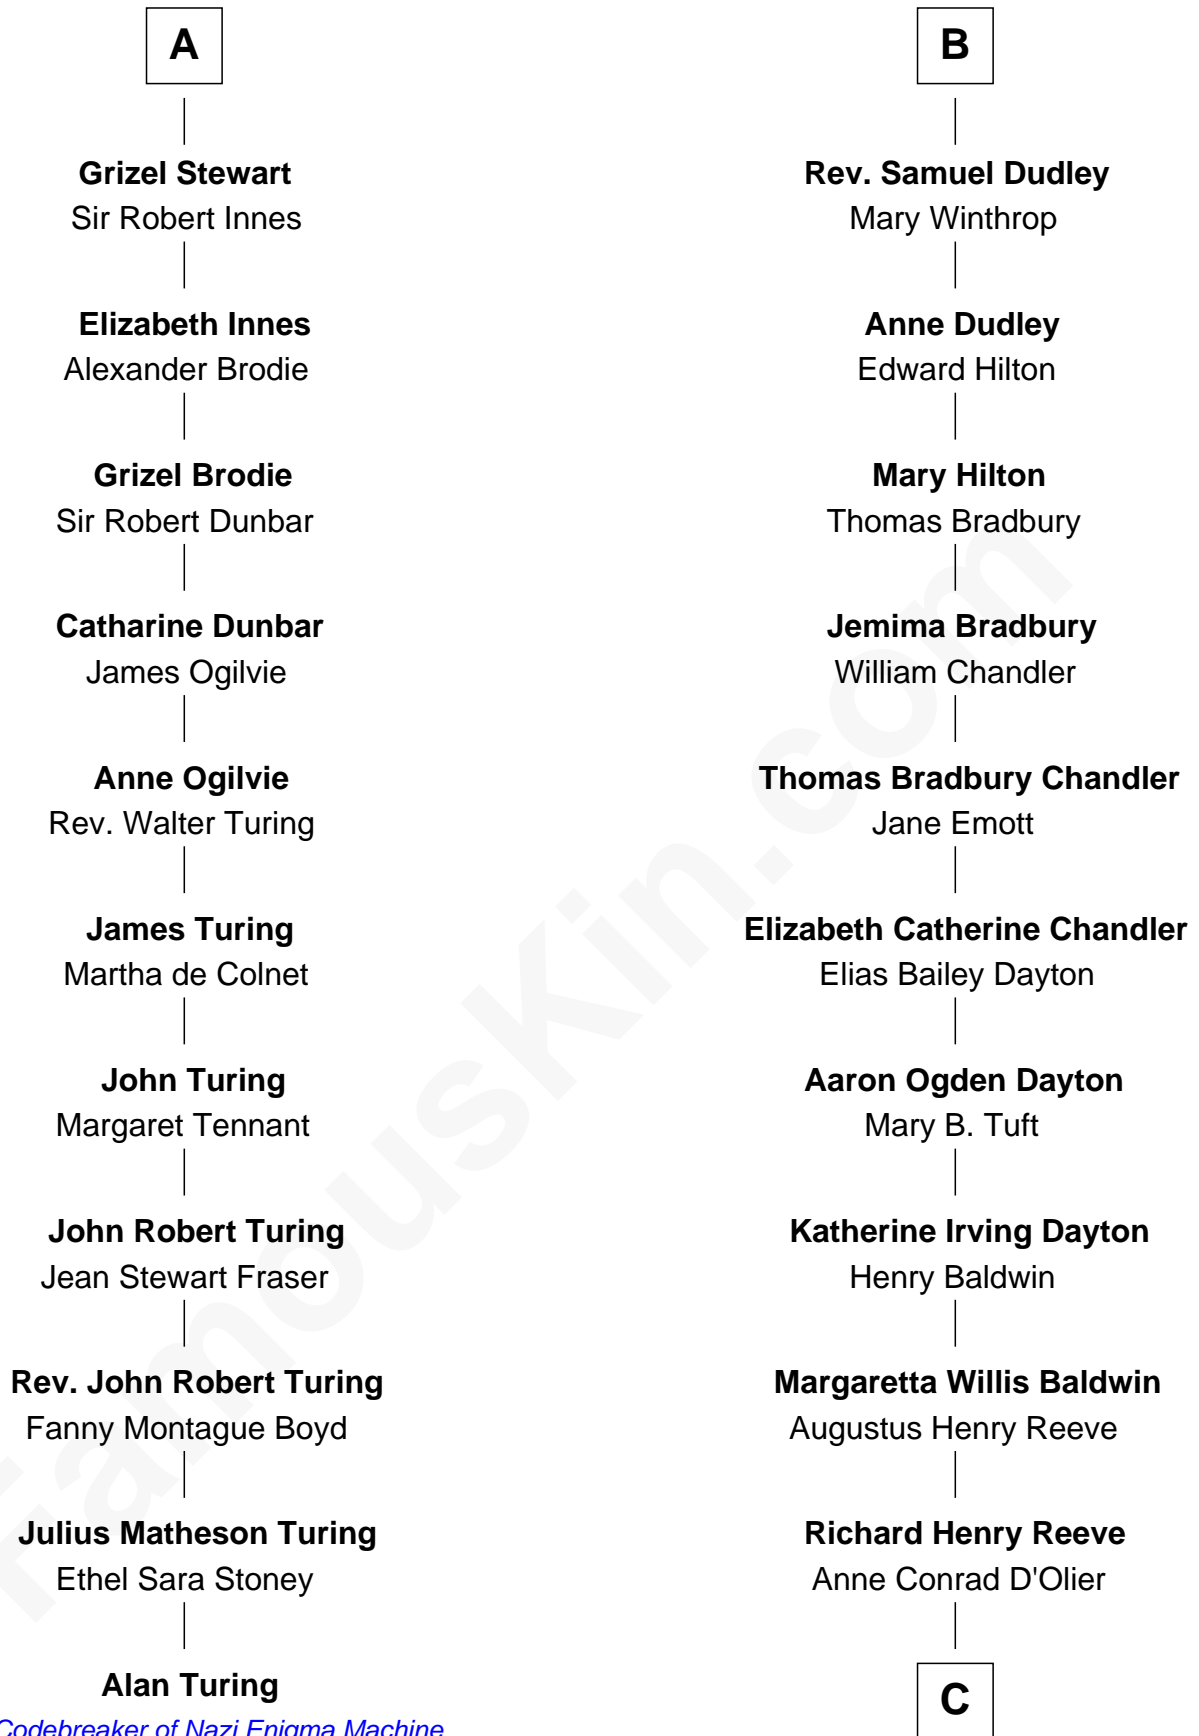 A
Grizel Stewart
Sir Robert Innes
Elizabeth Innes
Alexander Brodie
Grizel Brodie
Sir Robert Dunbar
Catharine Dunbar
James Ogilvie
Anne Ogilvie
Rev. Walter Turing
James Turing
Martha de Colnet
John Turing
Margaret Tennant
John Robert Turing
Jean Stewart Fraser
Rev. John Robert Turing
Fanny Montague Boyd
Julius Matheson Turing
Ethel Sara Stoney
Alan Turing
Codebreaker of Nazi Enigma Machine
B
Rev. Samuel Dudley
Mary Winthrop
Anne Dudley
Edward Hilton
Mary Hilton
Thomas Bradbury
Jemima Bradbury
William Chandler
Thomas Bradbury Chandler
Jane Emott
Elizabeth Catherine Chandler
Elias Bailey Dayton
Aaron Ogden Dayton
Mary B. Tuft
Katherine Irving Dayton
Henry Baldwin
Margaretta Willis Baldwin
Augustus Henry Reeve
Richard Henry Reeve
Anne Conrad D'Olier
C
FamousKin.com